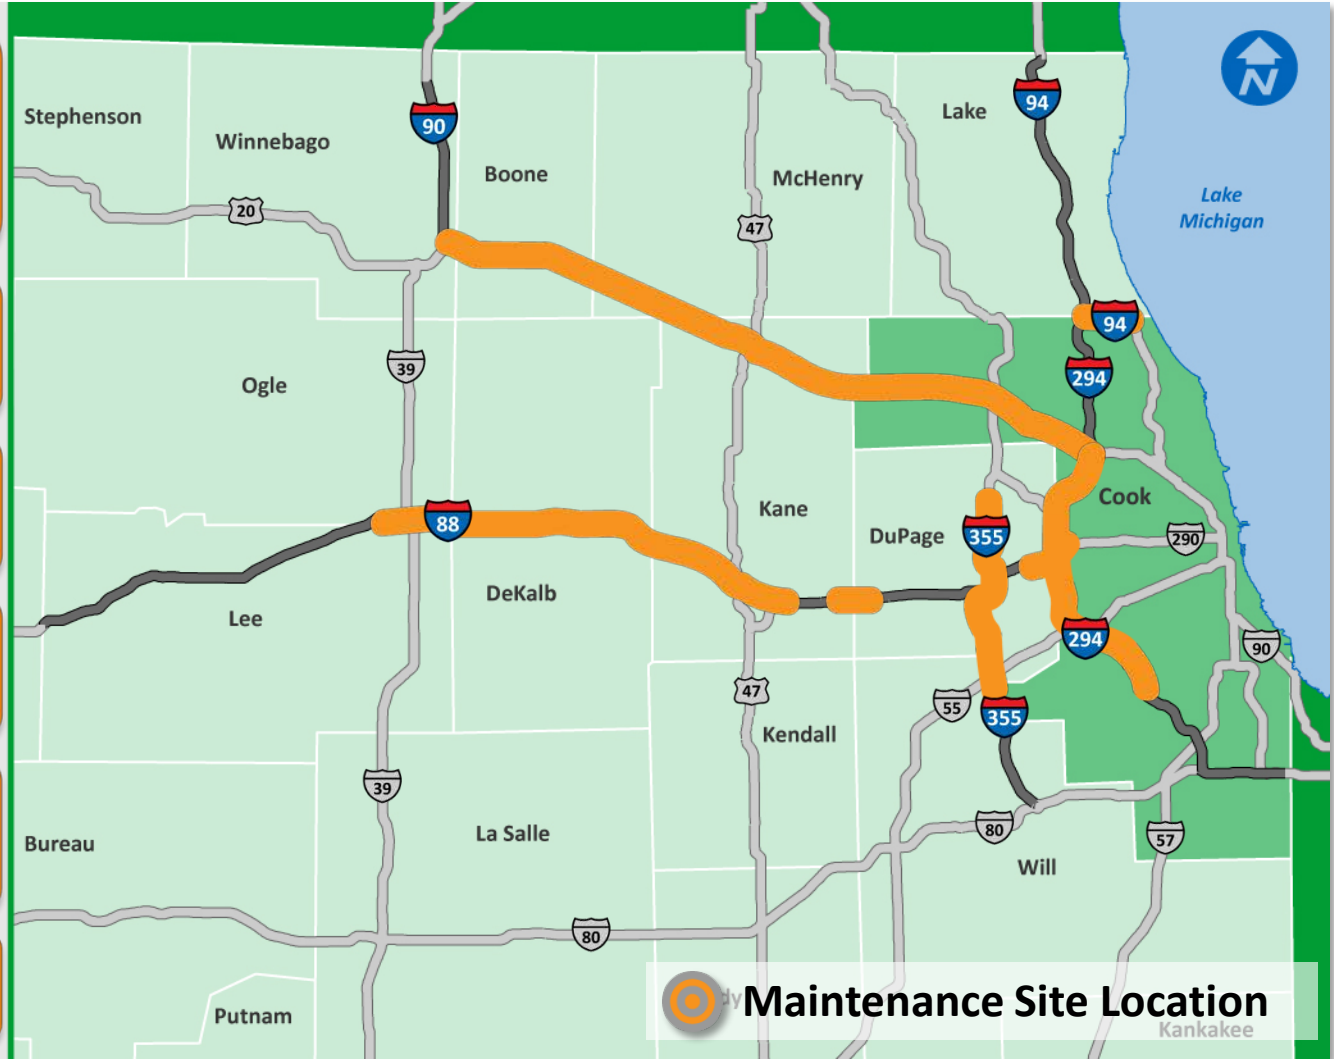 Stephenson
Winnebago
90
Boone
McHenry
Lake
94
N
Lake
Michigan
20
47
94
294
39
Ogle
Kane
Cook
88
DuPage
355
290
DeKalb
Lee
294
90
47
55
355
Kendall
39
La Salle
80
57
Bureau
Will
80
Putnam
dy
Maintenance Site Location
Kankakee